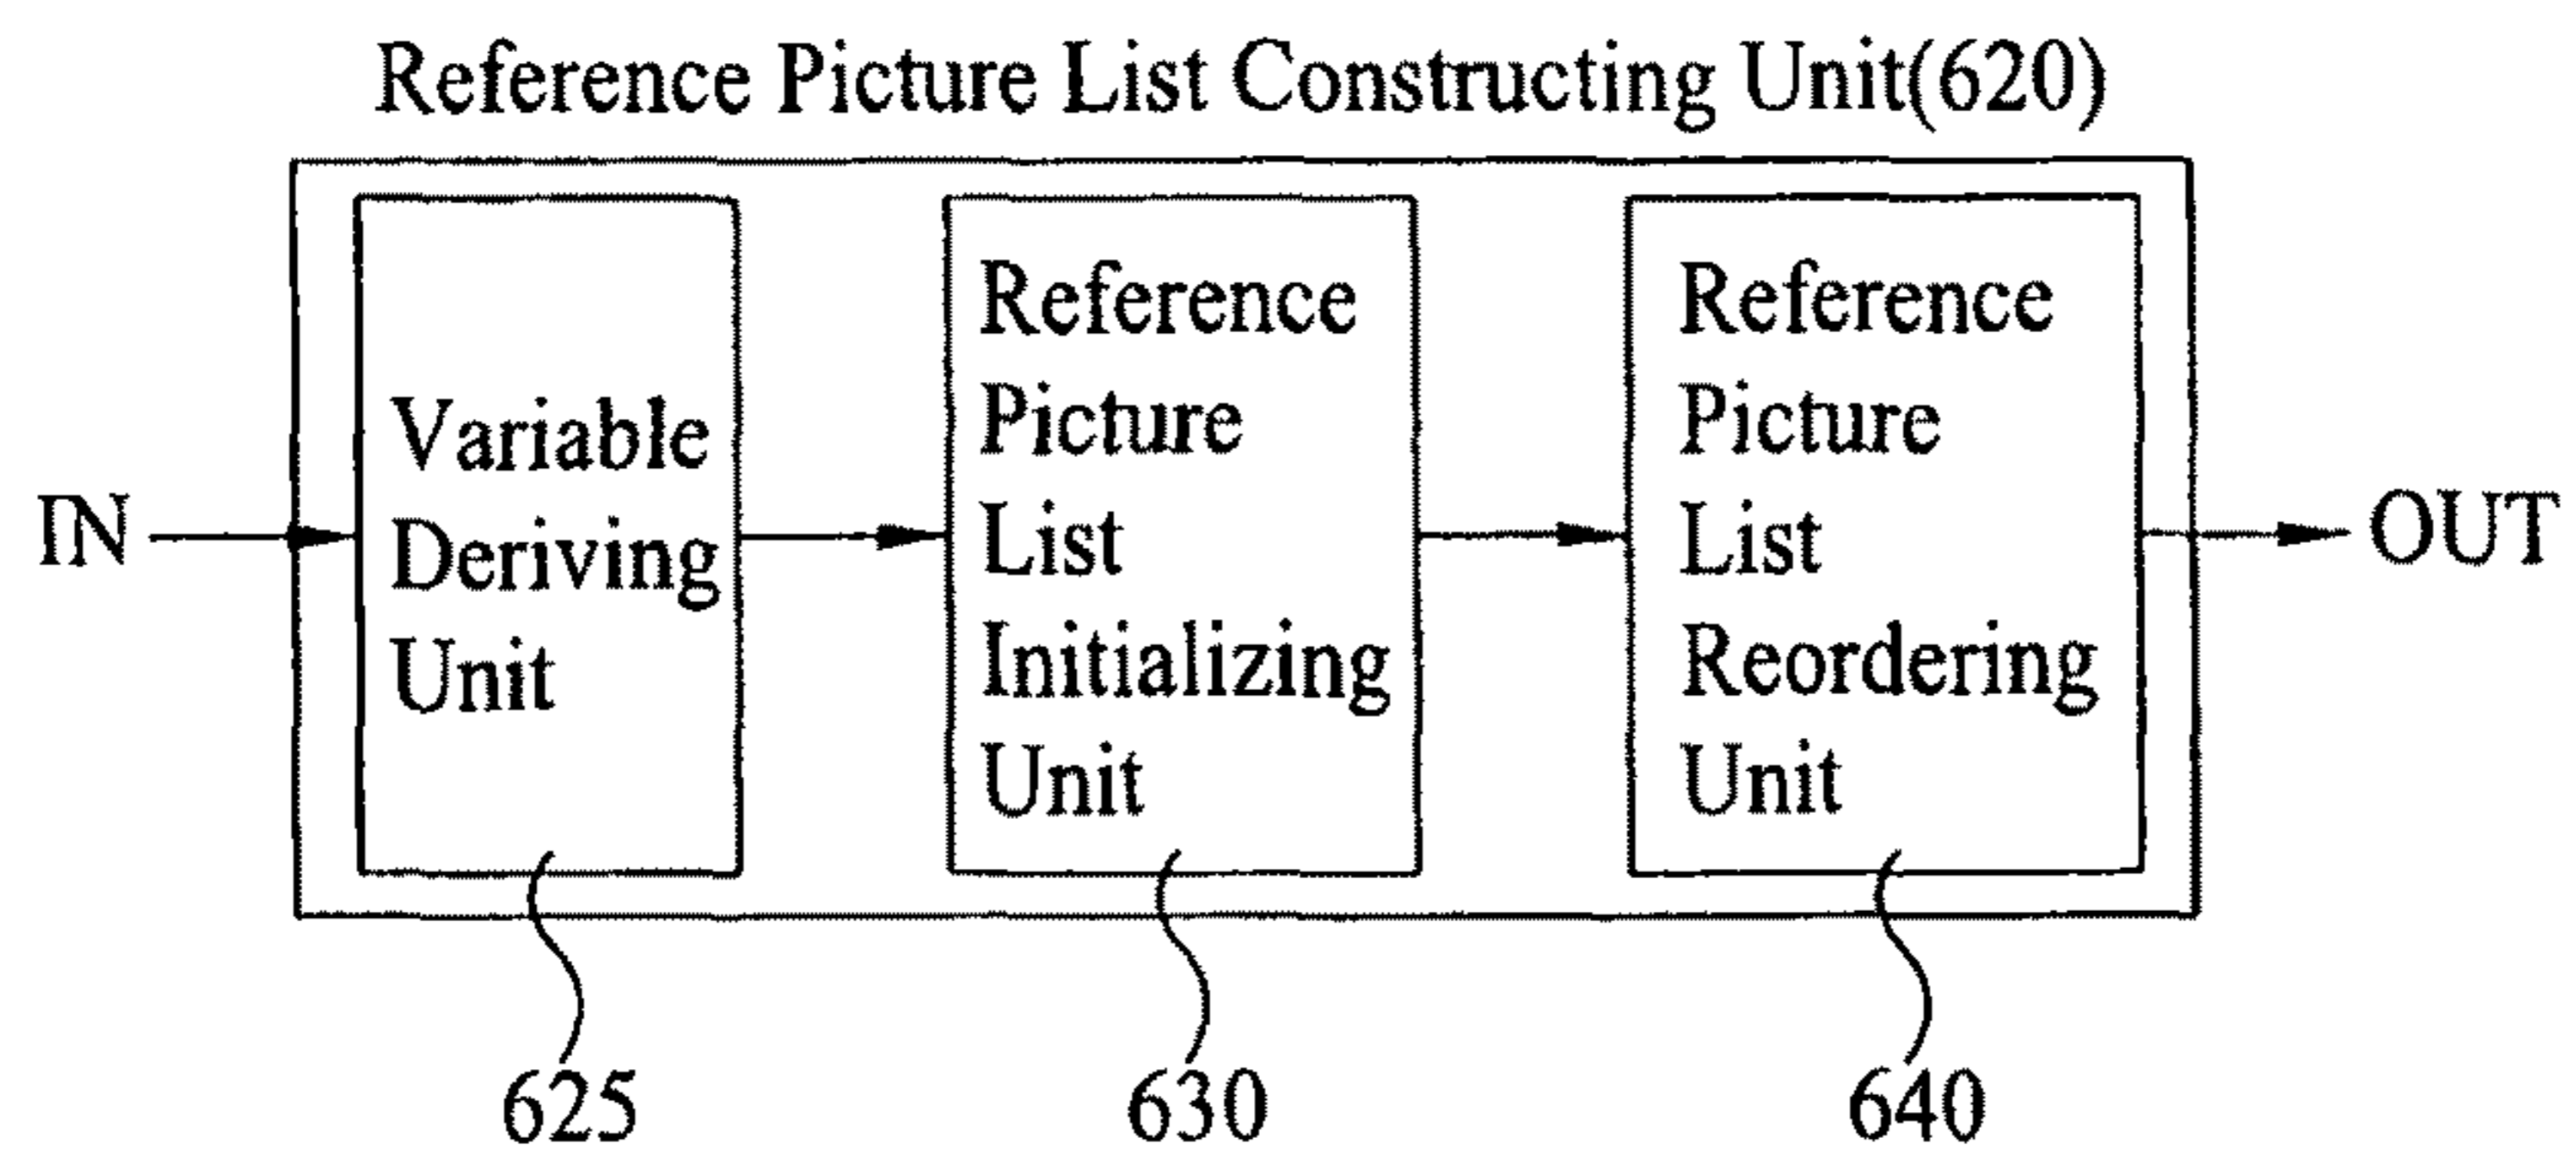 Reference Picture List Constructing Unit(620)
IN
Variable
Deriving
Unit
Reference
Picture
List
Initializing
Unit
Reference
Picture
List
Reordering
Unit
OUT
625
630
640